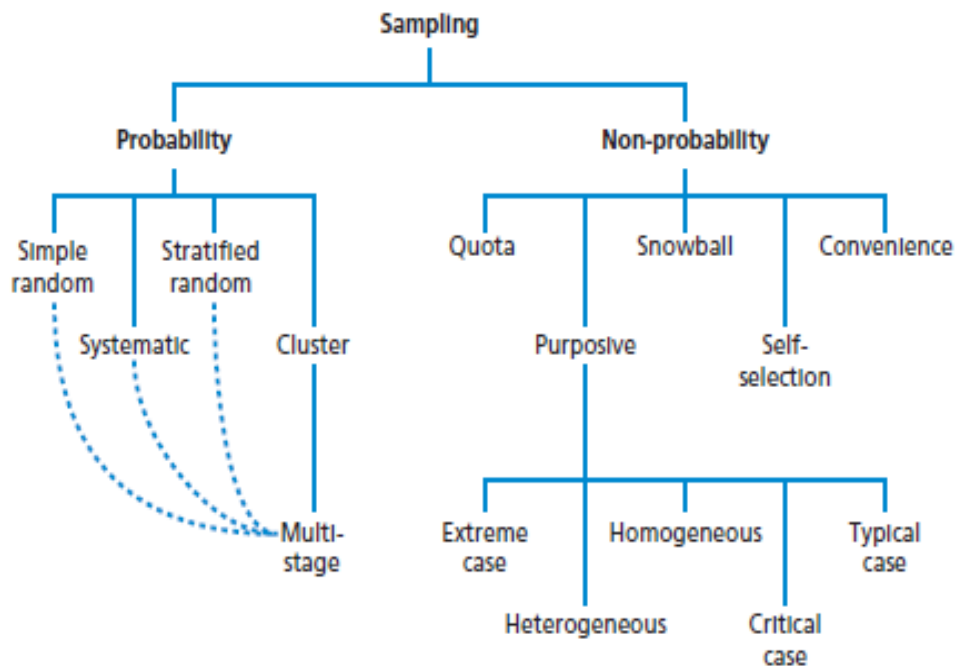 Sampling
Probability
Non-probability
Simple
random
Stratified
random
Quota
Snowball
Convenience
Systematic
Cluster
Purposive
Self-
selection
Multi-
stage
Extreme
case
Homogeneous
Typical
case
Heterogeneous
Critical
case